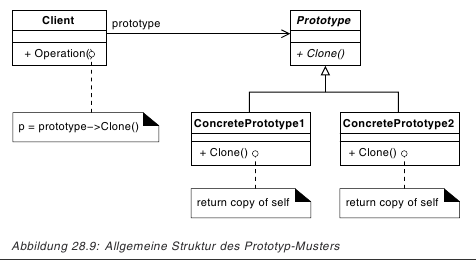 Client
prototype
Prototype
+ Operation()
+ Clone()
p = prototype−>Clone()
ConcretePrototype1
ConcretePrototype2
+ Clone()
+ Clone()
return copy of self
return copy of self
Abbildung 28.9: Allgemeine Struktur des Prototyp-Musters